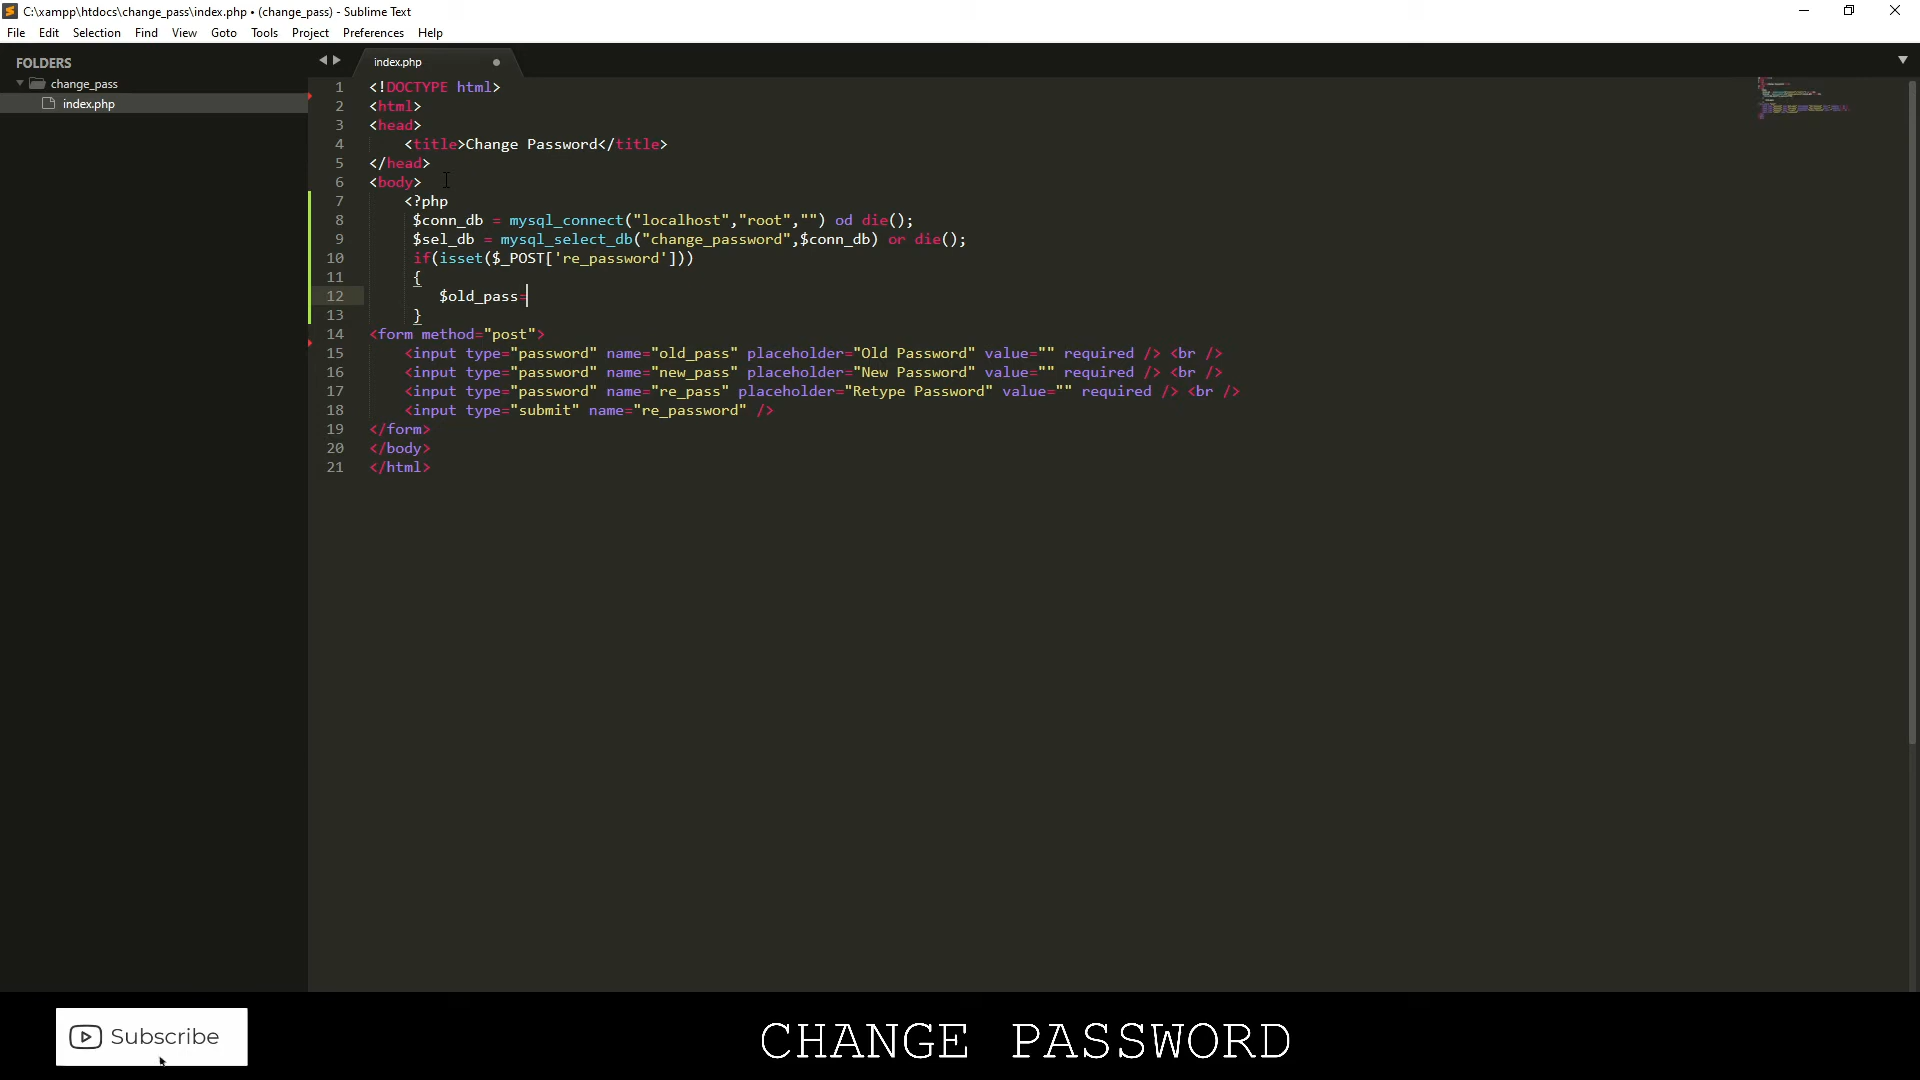 C:\xampp\htdocs\change_pass\index.php • (change_pass) - Sublime Text
File Edit Selection Find View Goto Tools Project Preferences Help
FOLDERS
change_pass
index.php
index.php
1 <!DOCTYPE html>
2 <html>
3 <head>
4 <title>Change Password</title>
5 </head>
6 <body>
7 <?php
8 $conn_db = mysql_connect("localhost","root","") od die();
9 $sel_db = mysql_select_db("change_password",$conn_db) or die();
10 if(isset($_POST['re_password']))
11 {
12 $old_pass=
13 }
14 <form method="post">
15 <input type="password" name="old_pass" placeholder="Old Password" value="" required /> <br />
16 <input type="password" name="new_pass" placeholder="New Password" value="" required /> <br />
17 <input type="password" name="re_pass" placeholder="Retype Password" value="" required /> <br />
18 <input type="submit" name="re_password" />
19 </form>
20 </body>
21 </html>
Subscribe
CHANGE PASSWORD